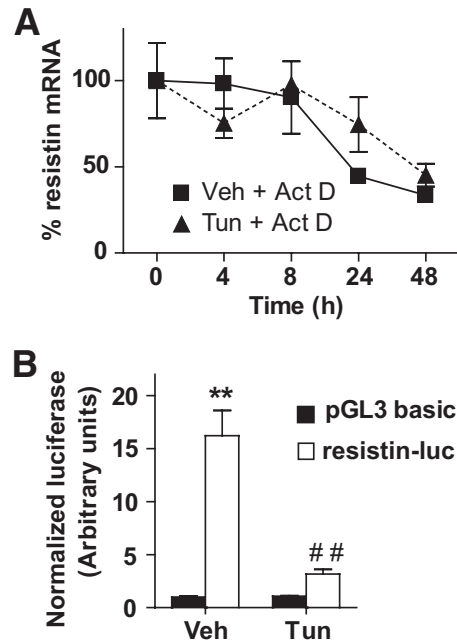 A
% resistin mRNA
100
50
0
Veh + Act D
Tun + Act D
0 4 8 24 48
Time (h)
B
Normalized luciferase
(Arbitrary units)
20
15
10
5
0
**
##
pGL3 basic
resistin-luc
Veh Tun